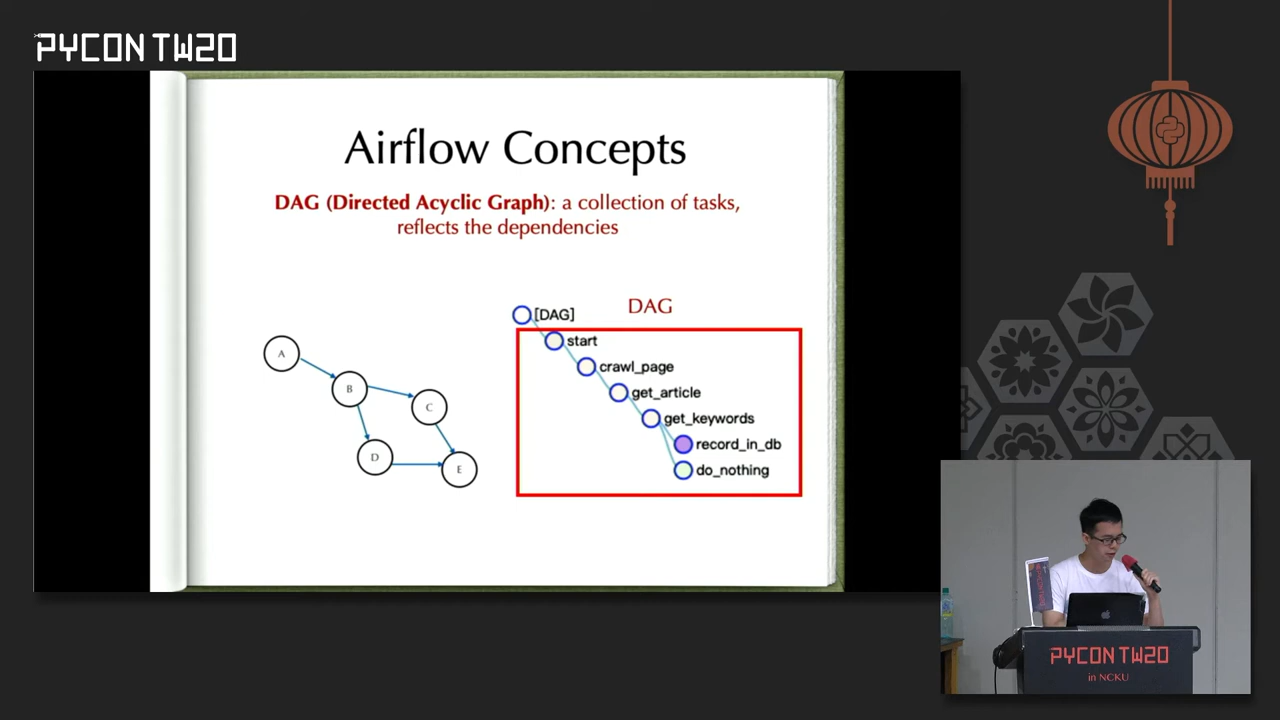 PYCON TW20
Airflow Concepts
DAG (Directed Acyclic Graph): a collection of tasks,
reflects the dependencies
A
B
C
D
E
DAG
[DAG]
start
crawl_page
get_article
get_keywords
record_in_db
do_nothing
PYCON TW20
in NCKU